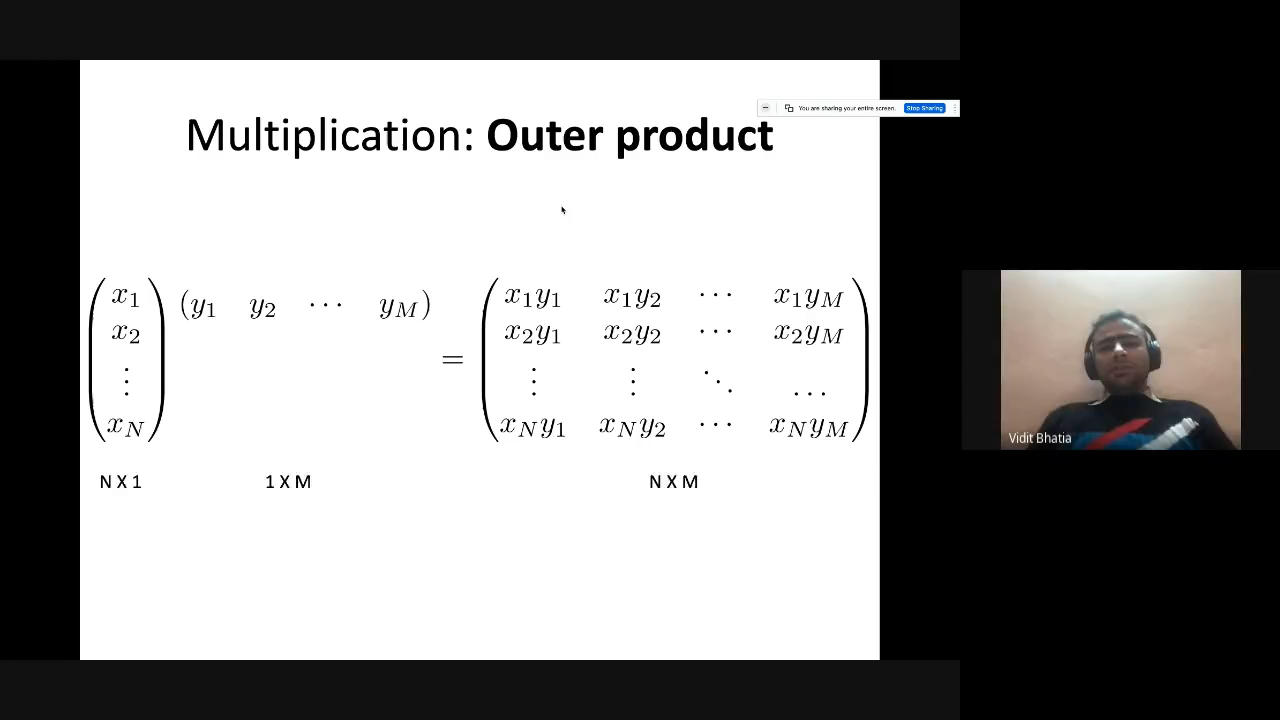 You are sharing your entire screen. Stop Sharing
Multiplication: Outer product
x₁ (y₁ y₂ ⋯ y_M) x₁y₁ x₁y₂ ⋯ x₁y_M
x₂ x₂y₁ x₂y₂ ⋯ x₂y_M
=
⋮ ⋮ ⋮ ⋱ ⋯
x_N x_Ny₁ x_Ny₂ ⋯ x_Ny_M
N X 1 1 X M N X M
Vidit Bhatia